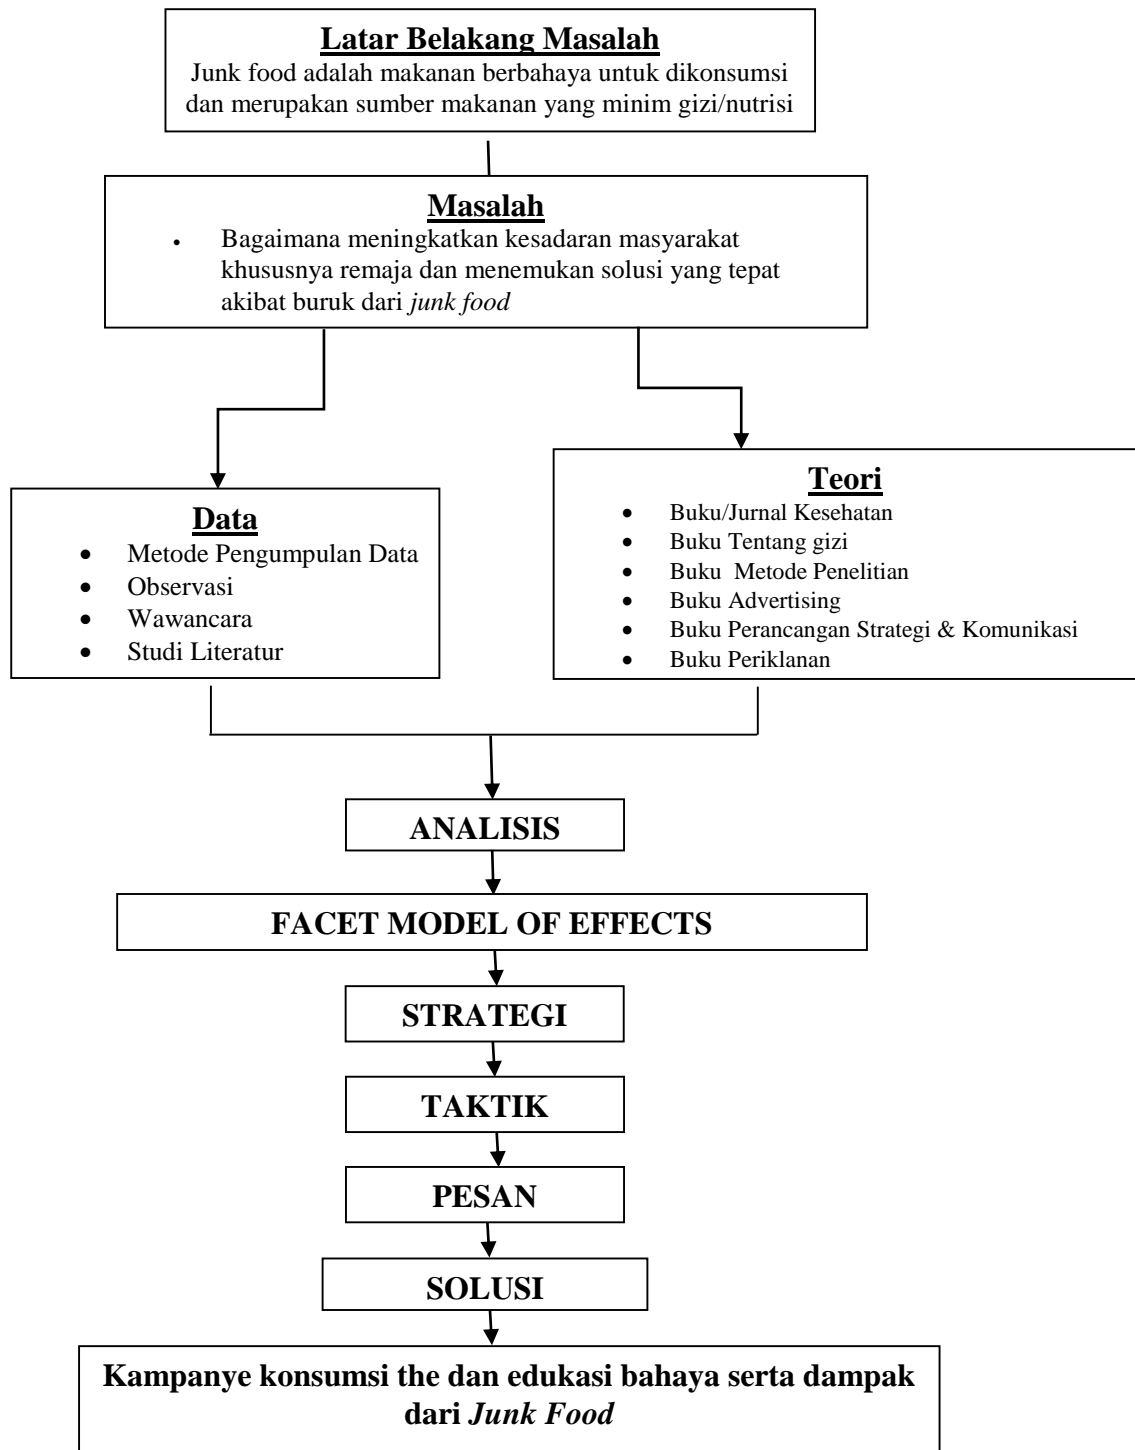 Latar Belakang Masalah
Junk food adalah makanan berbahaya untuk dikonsumsi
dan merupakan sumber makanan yang minim gizi/nutrisi
Masalah
• Bagaimana meningkatkan kesadaran masyarakat
khususnya remaja dan menemukan solusi yang tepat
akibat buruk dari junk food
Data
• Metode Pengumpulan Data
• Observasi
• Wawancara
• Studi Literatur
Teori
• Buku/Jurnal Kesehatan
• Buku Tentang gizi
• Buku Metode Penelitian
• Buku Advertising
• Buku Perancangan Strategi & Komunikasi
• Buku Periklanan
ANALISIS
FACET MODEL OF EFFECTS
STRATEGI
TAKTIK
PESAN
SOLUSI
Kampanye konsumsi the dan edukasi bahaya serta dampak
dari Junk Food